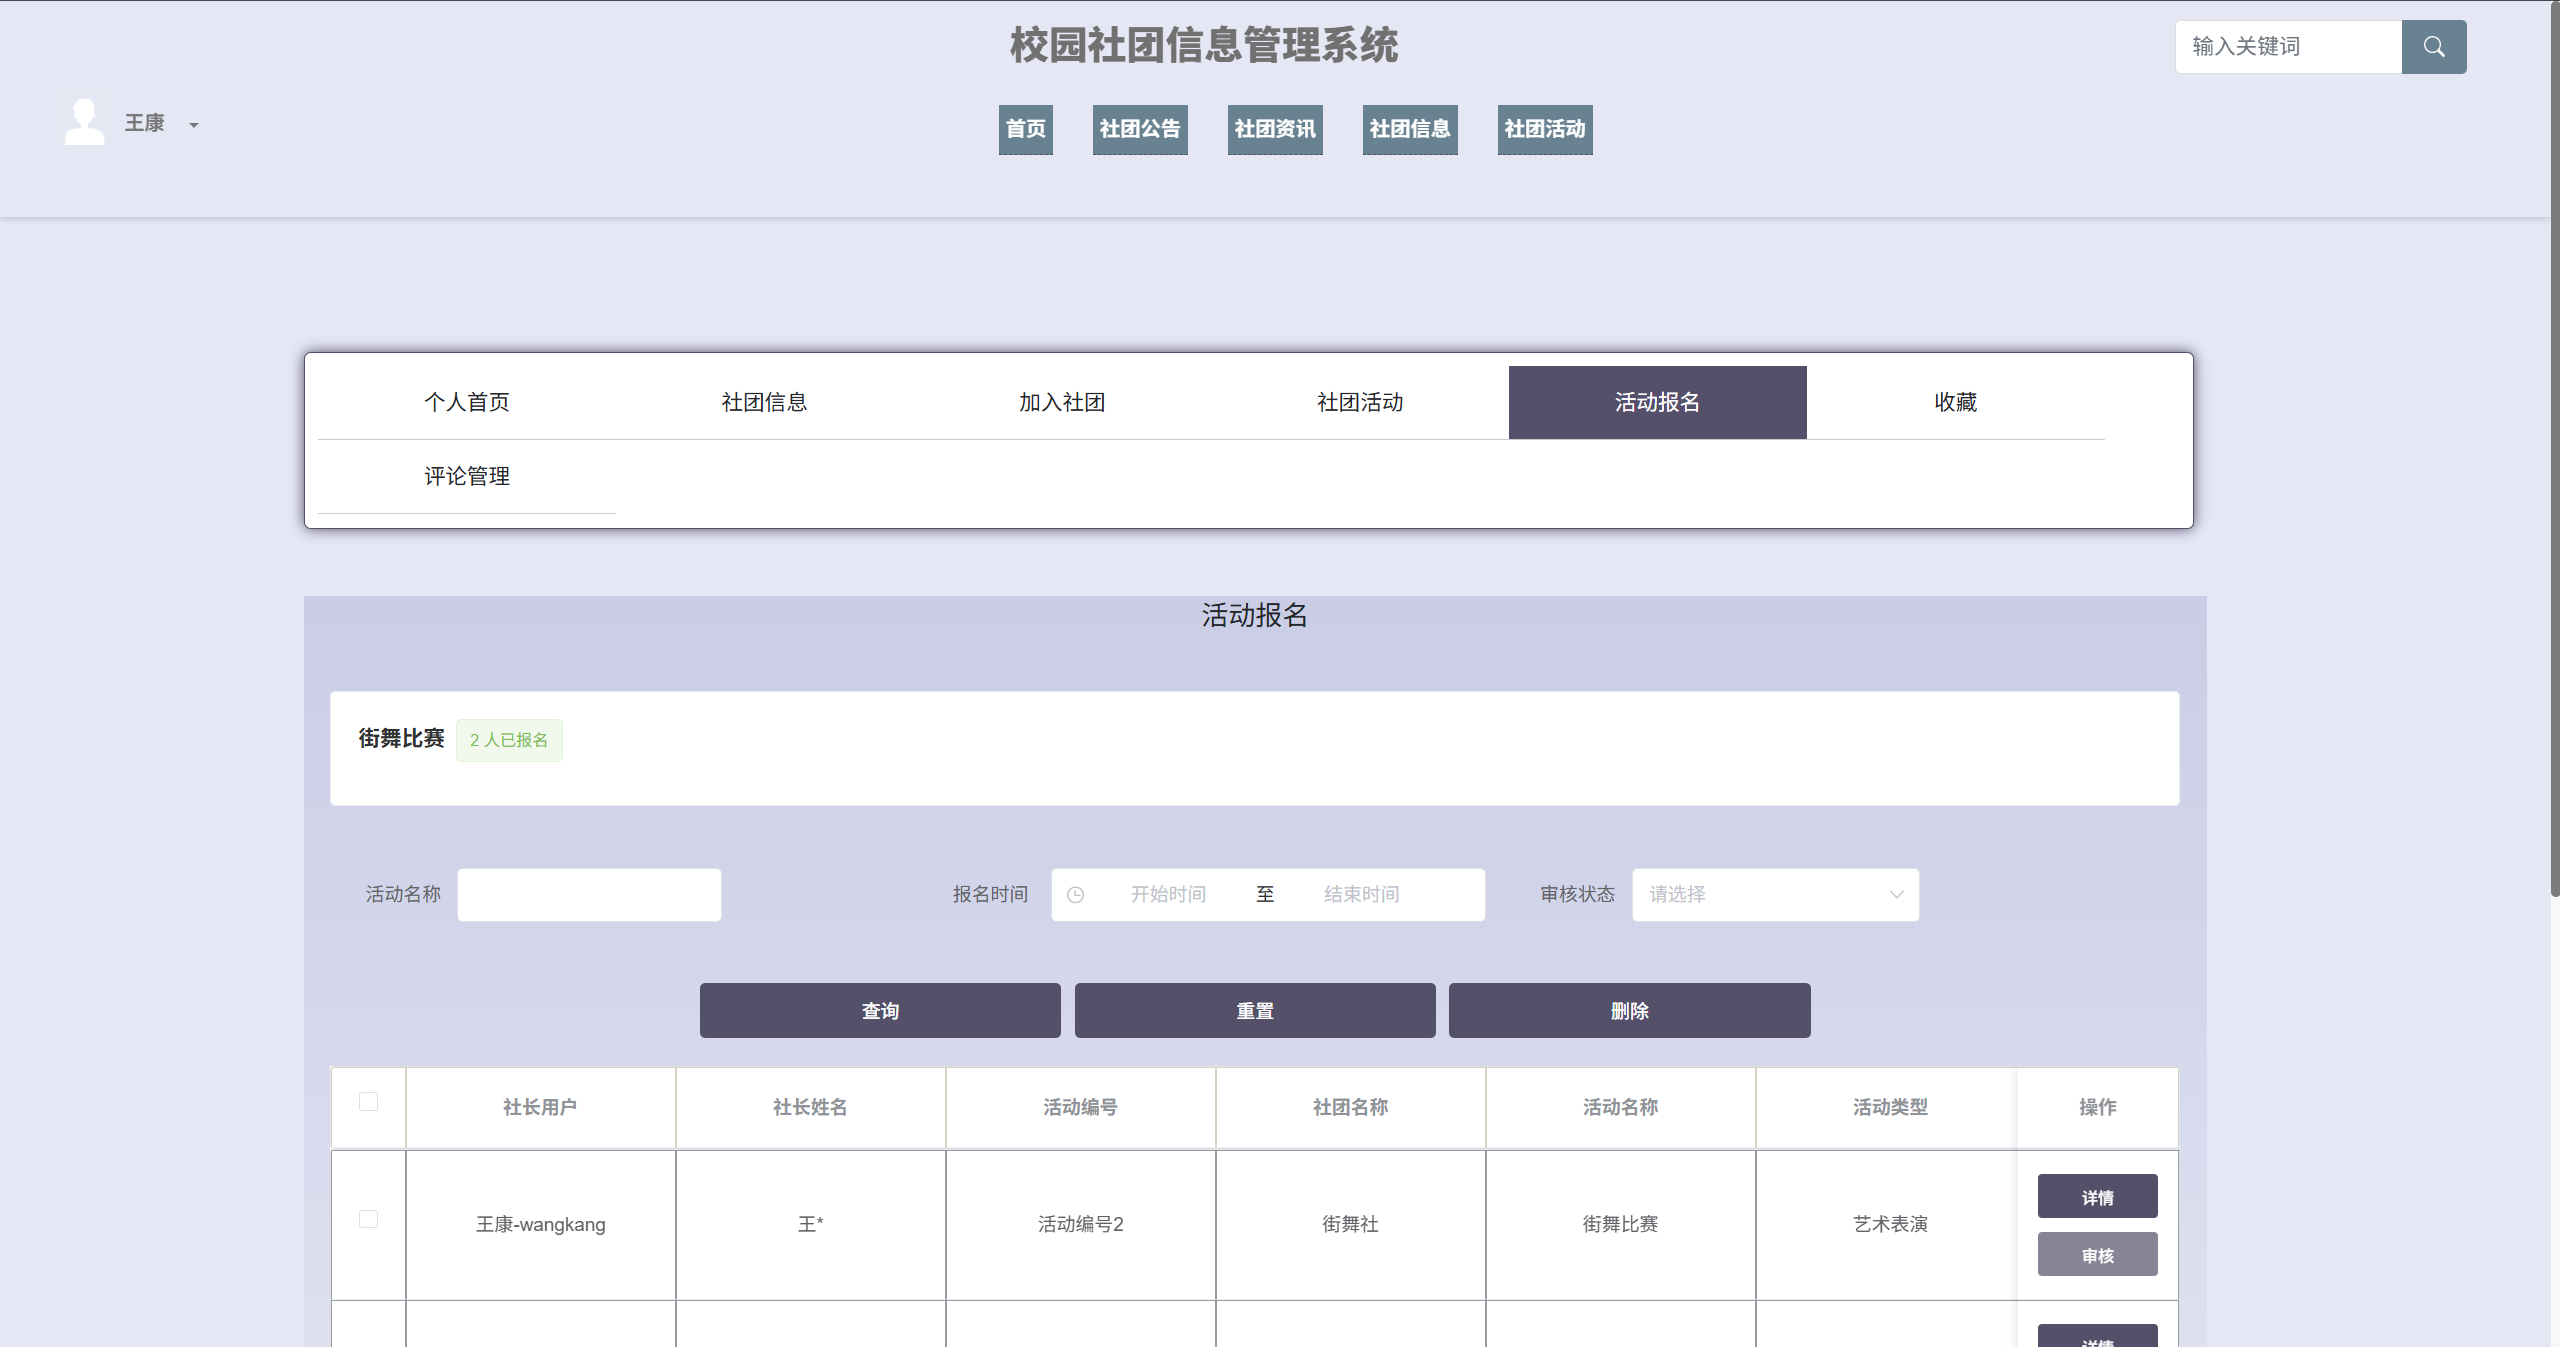 校园社团信息管理系统
输入关键词
王康
首页 社团公告 社团资讯 社团信息 社团活动
个人首页 社团信息 加入社团 社团活动 活动报名 收藏
评论管理
活动报名
街舞比赛 2 人已报名
活动名称 报名时间 开始时间 至 结束时间 审核状态 请选择
查询 重置 删除
社长用户 社长姓名 活动编号 社团名称 活动名称 活动类型 操作
王康-wangkang 王* 活动编号2 街舞社 街舞比赛 艺术表演 详情
审核
详情